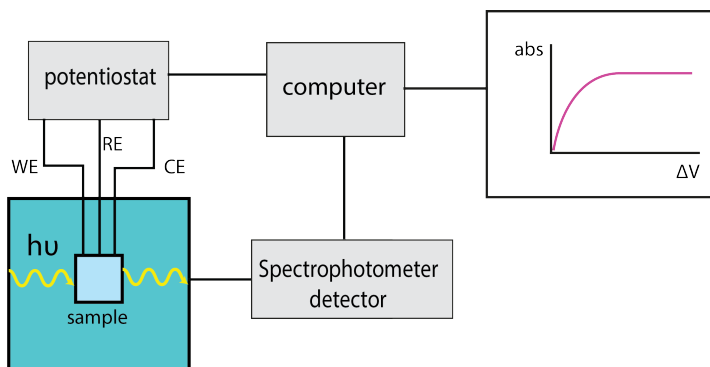 potentiostat
computer
abs
ΔV
WE
RE
CE
hυ
sample
Spectrophotometer
detector